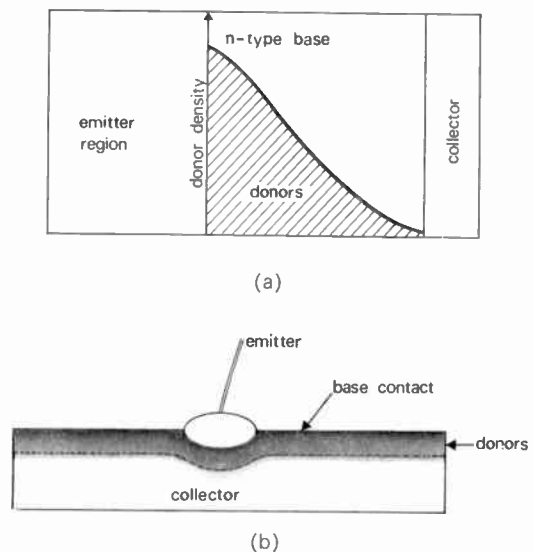 n-type base
emitter
region
donor density
donors
collector
(a)
emitter
base contact
donors
collector
(b)